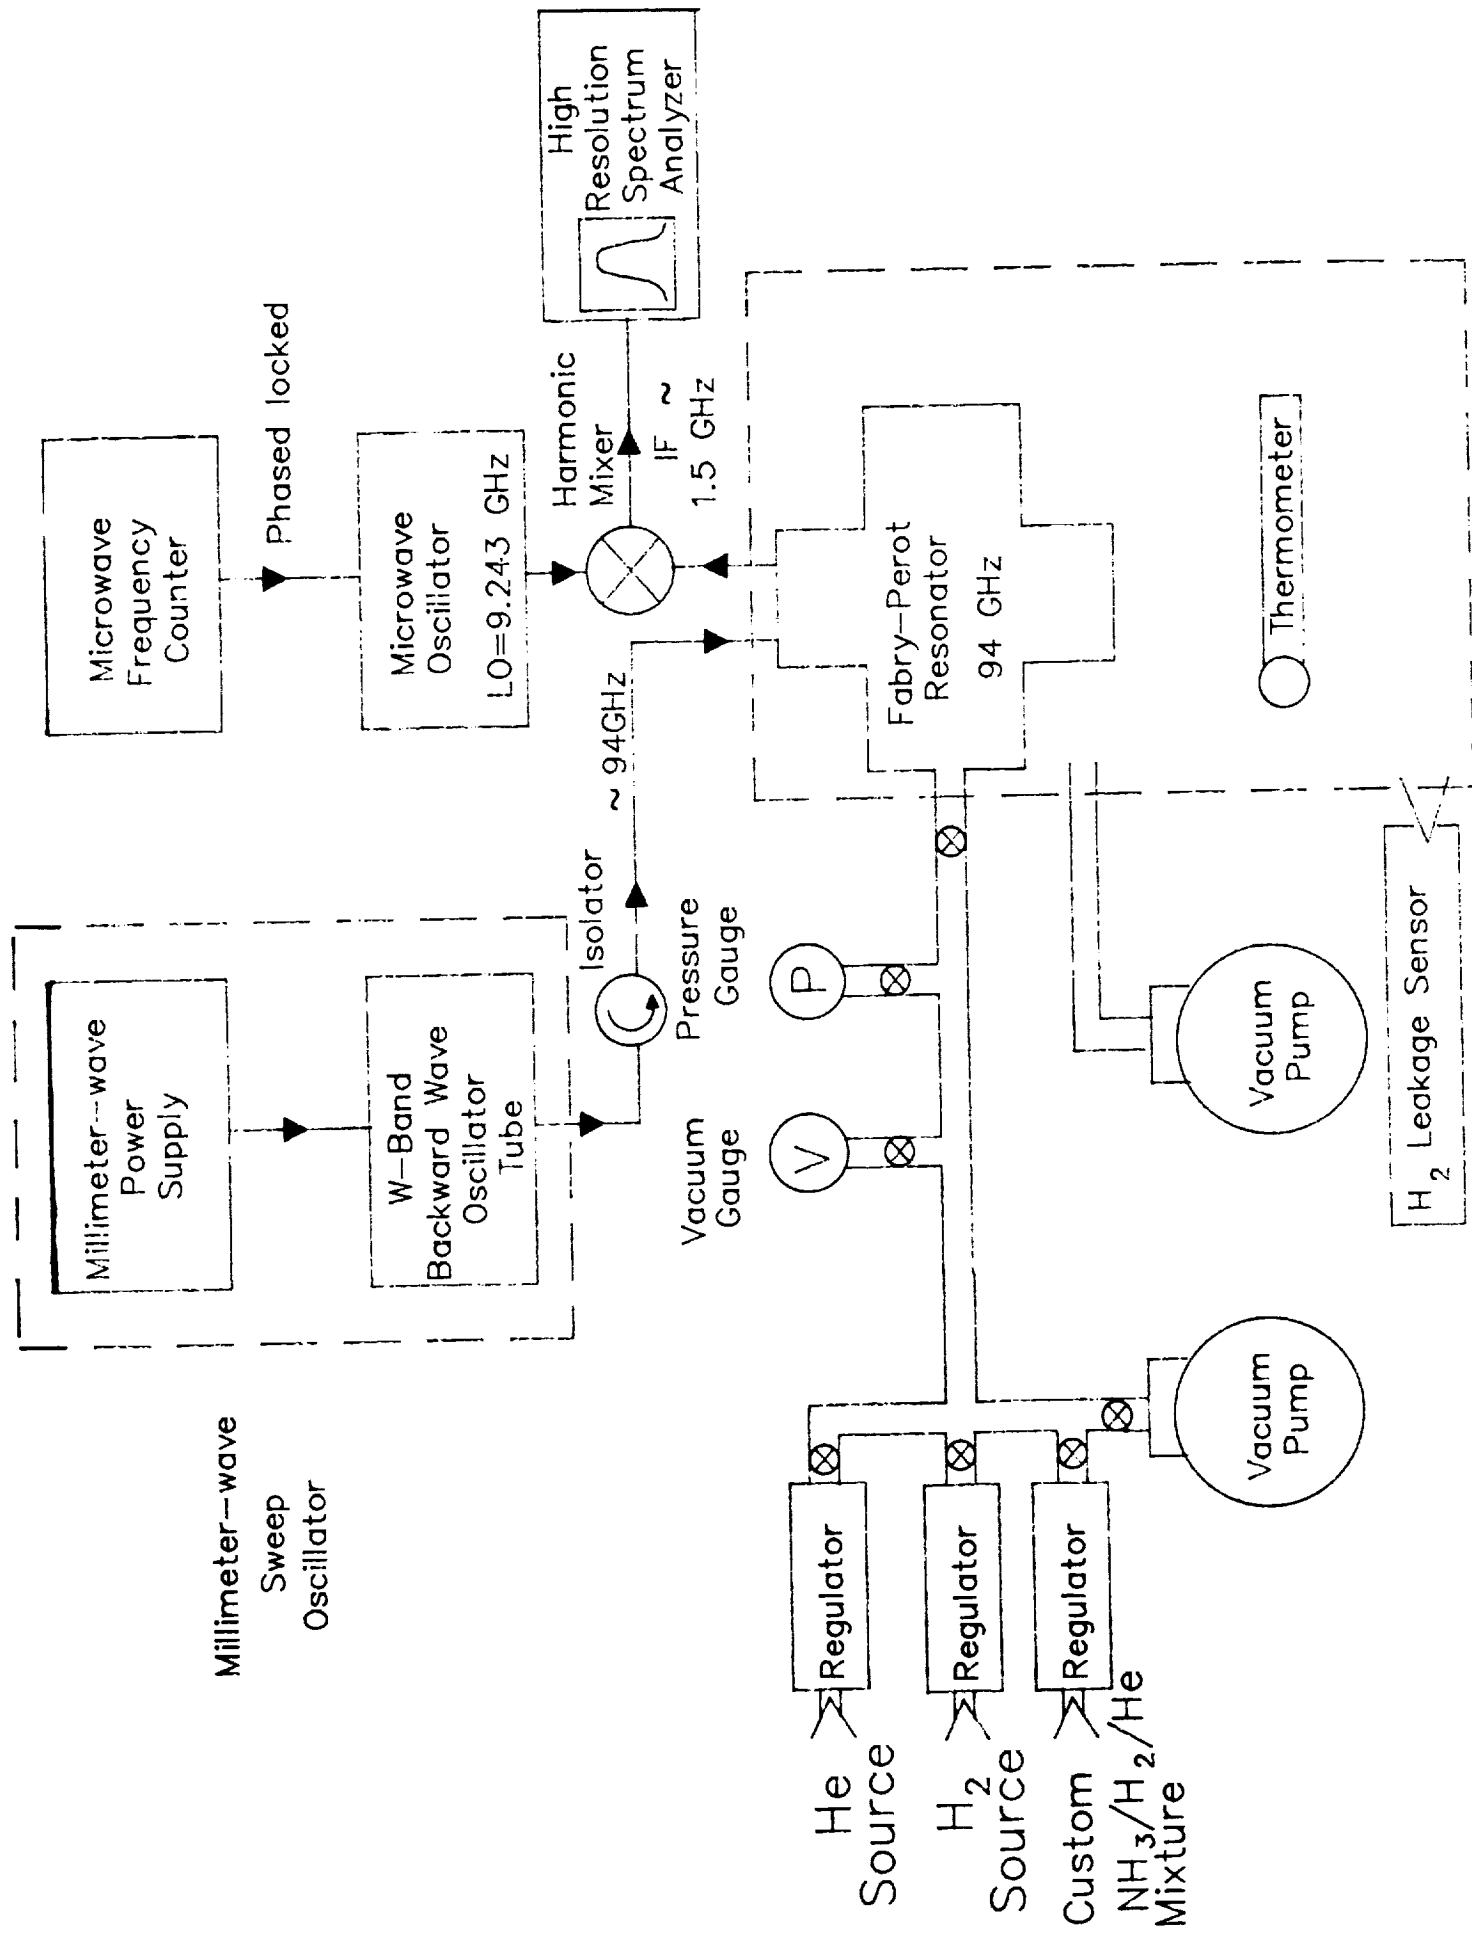 Millimeter-wave
Sweep
Oscillator
Millimeter-wave
Power
Supply
W-Band
Backward Wave
Oscillator
Tube
Isolator
~ 94GHz
Microwave
Frequency
Counter
Phased locked
Microwave
Oscillator
LO=9.243 GHz
Harmonic
Mixer
IF ~
1.5 GHz
High
Resolution
Spectrum
Analyzer
Vacuum
Gauge
V
Pressure
Gauge
P
Fabry-Perot
Resonator
94 GHz
Thermometer
He
Source
Regulator
H2
Source
Regulator
Custom
NH3/H2/He
Mixture
Regulator
Vacuum
Pump
Vacuum
Pump
H2 Leakage Sensor